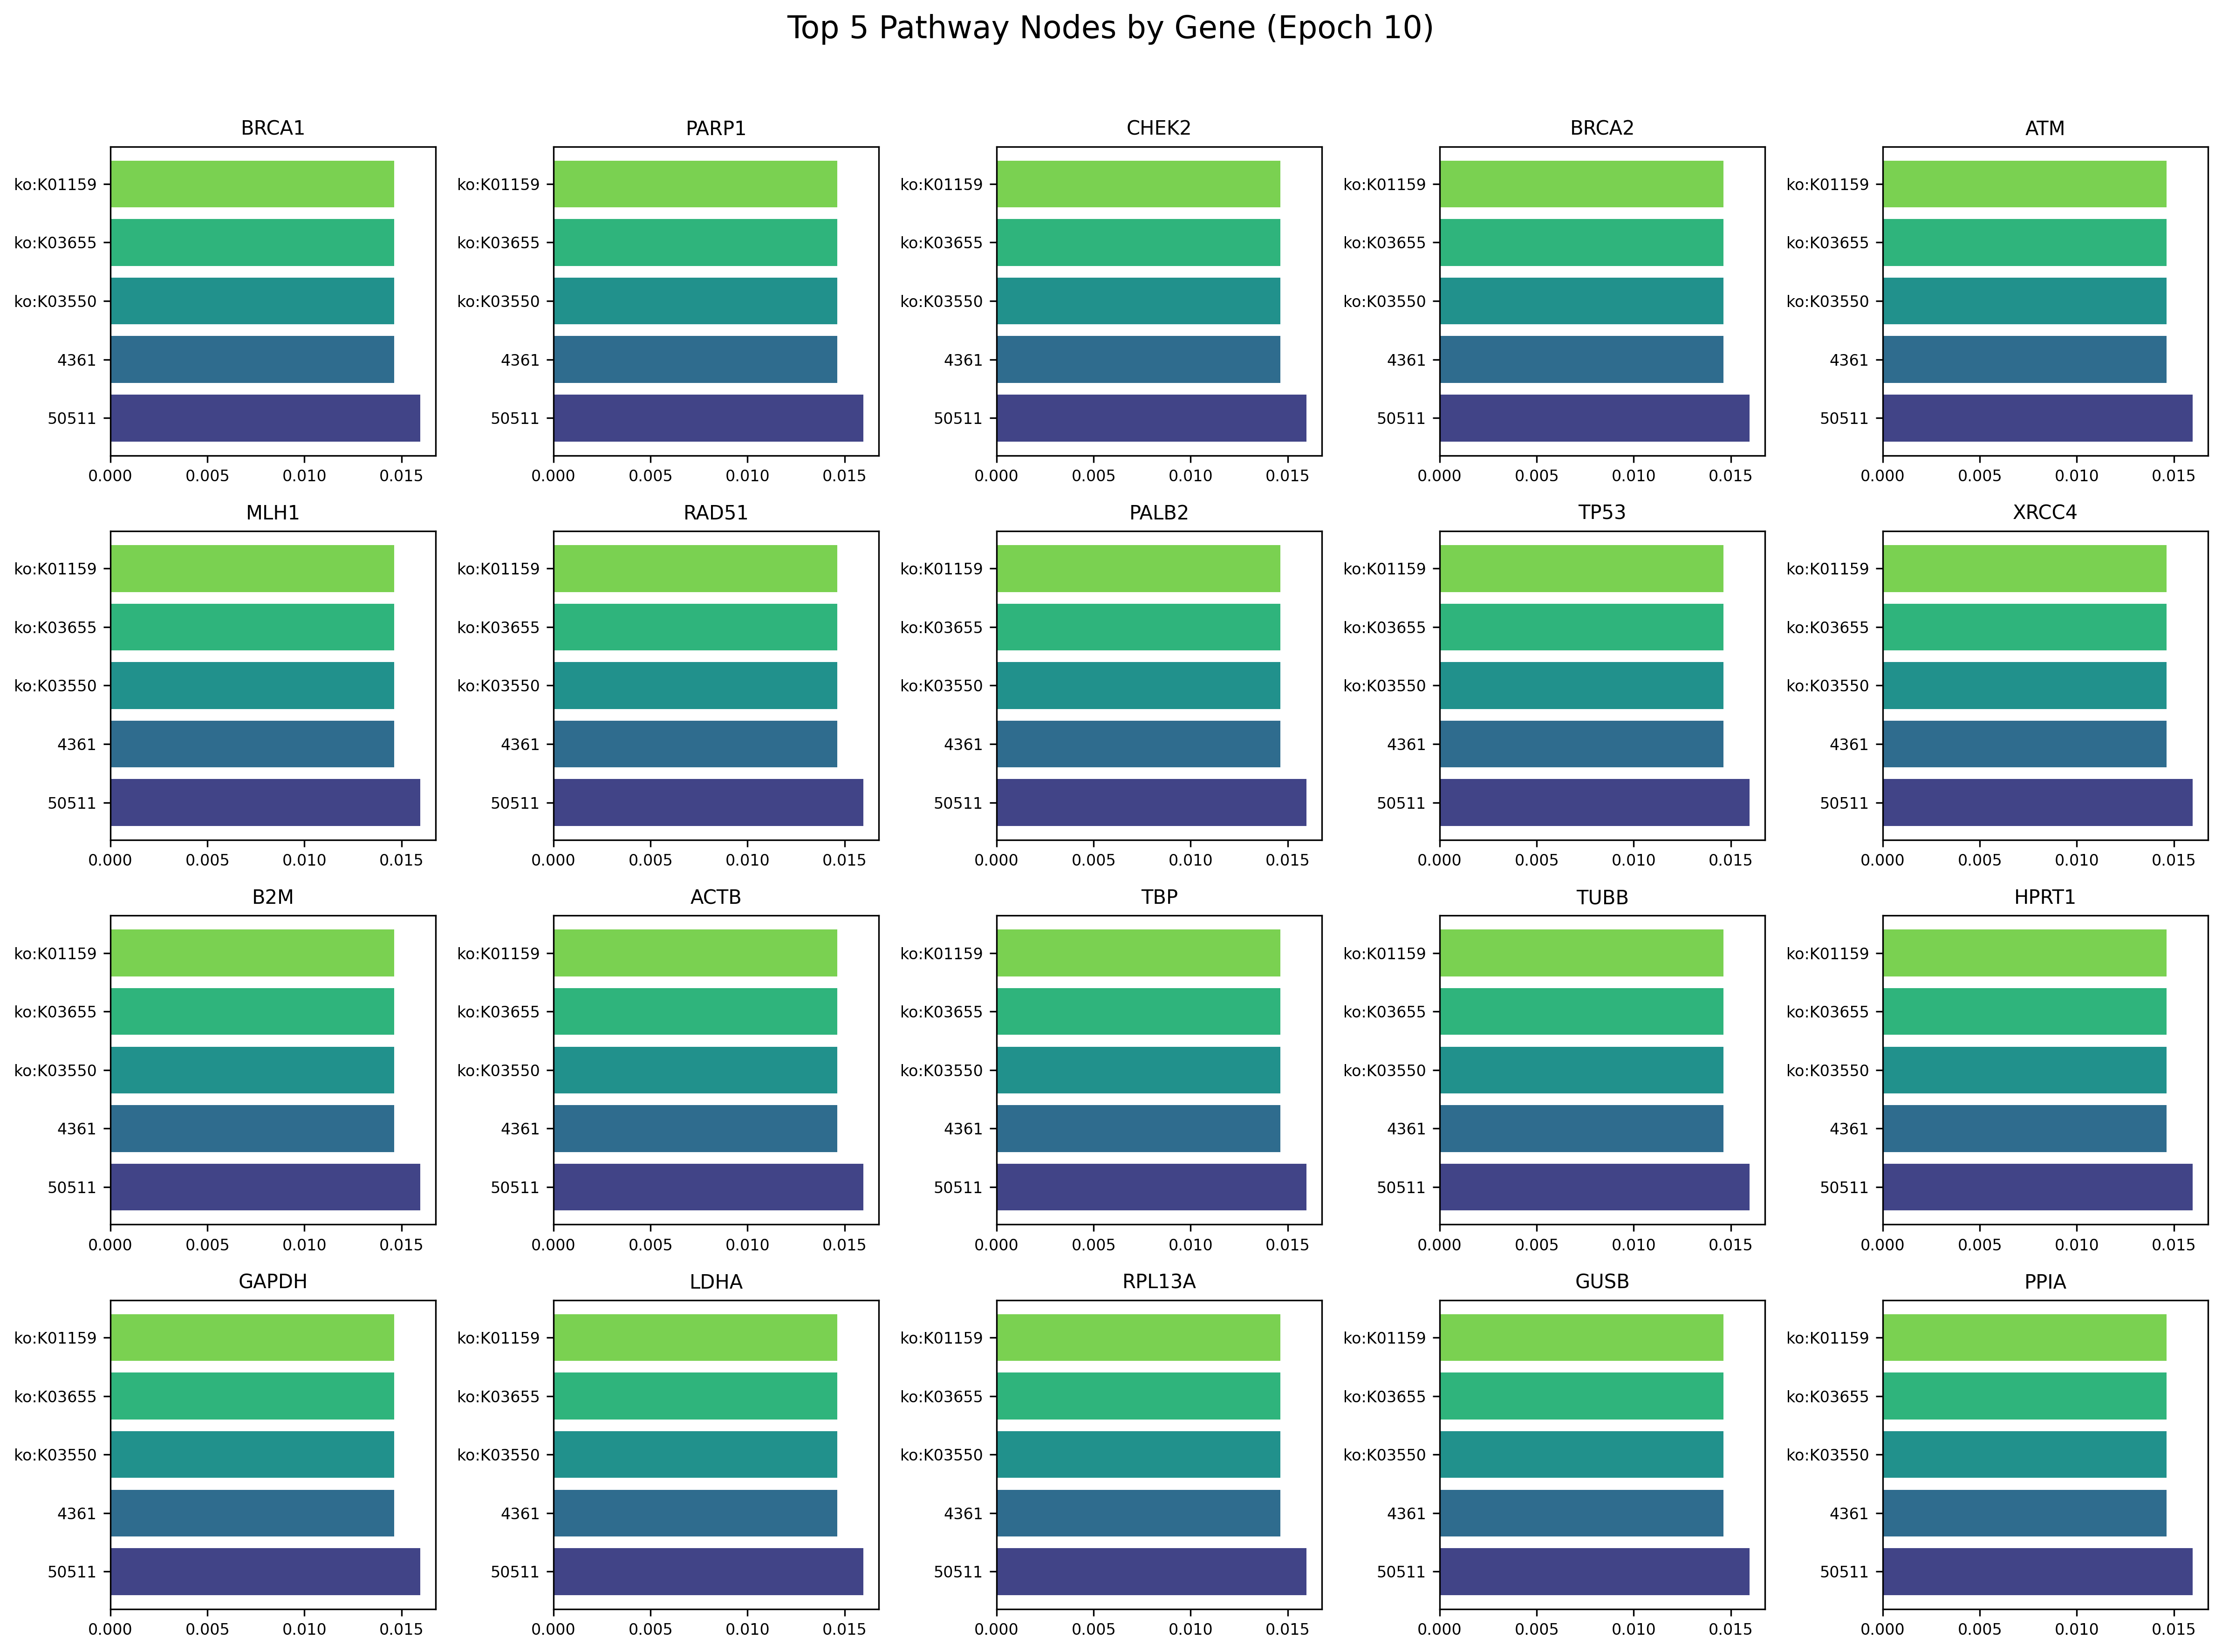 Top 5 Pathway Nodes by Gene (Epoch 10)
BRCA1 PARP1 CHEK2 BRCA2 ATM
ko:K01159 ko:K01159 ko:K01159 ko:K01159 ko:K01159
ko:K03655 ko:K03655 ko:K03655 ko:K03655 ko:K03655
ko:K03550 ko:K03550 ko:K03550 ko:K03550 ko:K03550
4361 4361 4361 4361 4361
50511 50511 50511 50511 50511
0.000 0.005 0.010 0.015 0.000 0.005 0.010 0.015 0.000 0.005 0.010 0.015 0.000 0.005 0.010 0.015 0.000 0.005 0.010 0.015
MLH1 RAD51 PALB2 TP53 XRCC4
ko:K01159 ko:K01159 ko:K01159 ko:K01159 ko:K01159
ko:K03655 ko:K03655 ko:K03655 ko:K03655 ko:K03655
ko:K03550 ko:K03550 ko:K03550 ko:K03550 ko:K03550
4361 4361 4361 4361 4361
50511 50511 50511 50511 50511
0.000 0.005 0.010 0.015 0.000 0.005 0.010 0.015 0.000 0.005 0.010 0.015 0.000 0.005 0.010 0.015 0.000 0.005 0.010 0.015
B2M ACTB TBP TUBB HPRT1
ko:K01159 ko:K01159 ko:K01159 ko:K01159 ko:K01159
ko:K03655 ko:K03655 ko:K03655 ko:K03655 ko:K03655
ko:K03550 ko:K03550 ko:K03550 ko:K03550 ko:K03550
4361 4361 4361 4361 4361
50511 50511 50511 50511 50511
0.000 0.005 0.010 0.015 0.000 0.005 0.010 0.015 0.000 0.005 0.010 0.015 0.000 0.005 0.010 0.015 0.000 0.005 0.010 0.015
GAPDH LDHA RPL13A GUSB PPIA
ko:K01159 ko:K01159 ko:K01159 ko:K01159 ko:K01159
ko:K03655 ko:K03655 ko:K03655 ko:K03655 ko:K03655
ko:K03550 ko:K03550 ko:K03550 ko:K03550 ko:K03550
4361 4361 4361 4361 4361
50511 50511 50511 50511 50511
0.000 0.005 0.010 0.015 0.000 0.005 0.010 0.015 0.000 0.005 0.010 0.015 0.000 0.005 0.010 0.015 0.000 0.005 0.010 0.015